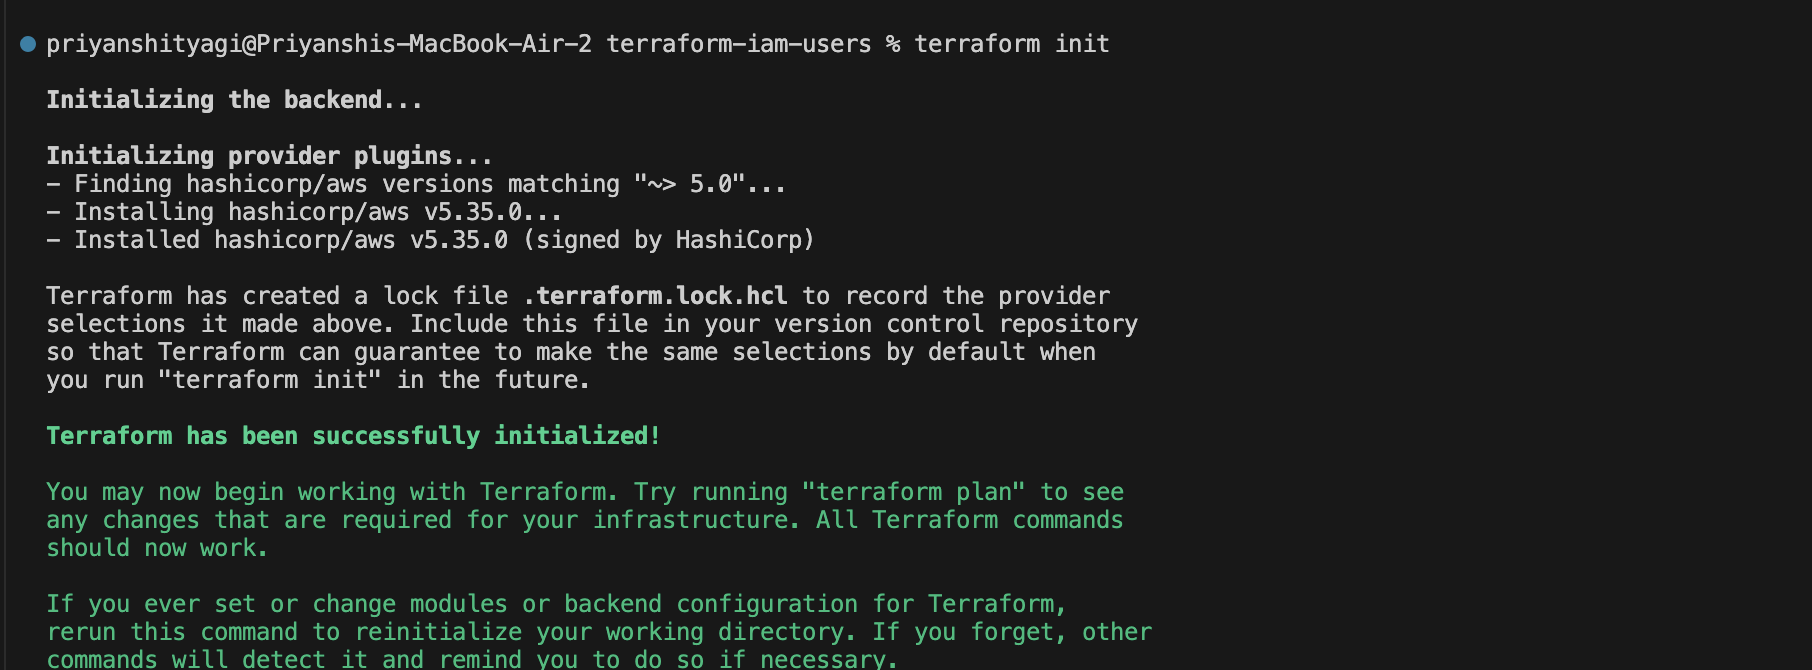 priyanshityagi@Priyanshis-MacBook-Air-2 terraform-iam-users % terraform init
Initializing the backend...
Initializing provider plugins...
- Finding hashicorp/aws versions matching "~> 5.0"...
- Installing hashicorp/aws v5.35.0...
- Installed hashicorp/aws v5.35.0 (signed by HashiCorp)
Terraform has created a lock file .terraform.lock.hcl to record the provider
selections it made above. Include this file in your version control repository
so that Terraform can guarantee to make the same selections by default when
you run "terraform init" in the future.
Terraform has been successfully initialized!
You may now begin working with Terraform. Try running "terraform plan" to see
any changes that are required for your infrastructure. All Terraform commands
should now work.
If you ever set or change modules or backend configuration for Terraform,
rerun this command to reinitialize your working directory. If you forget, other
commands will detect it and remind you to do so if necessary.